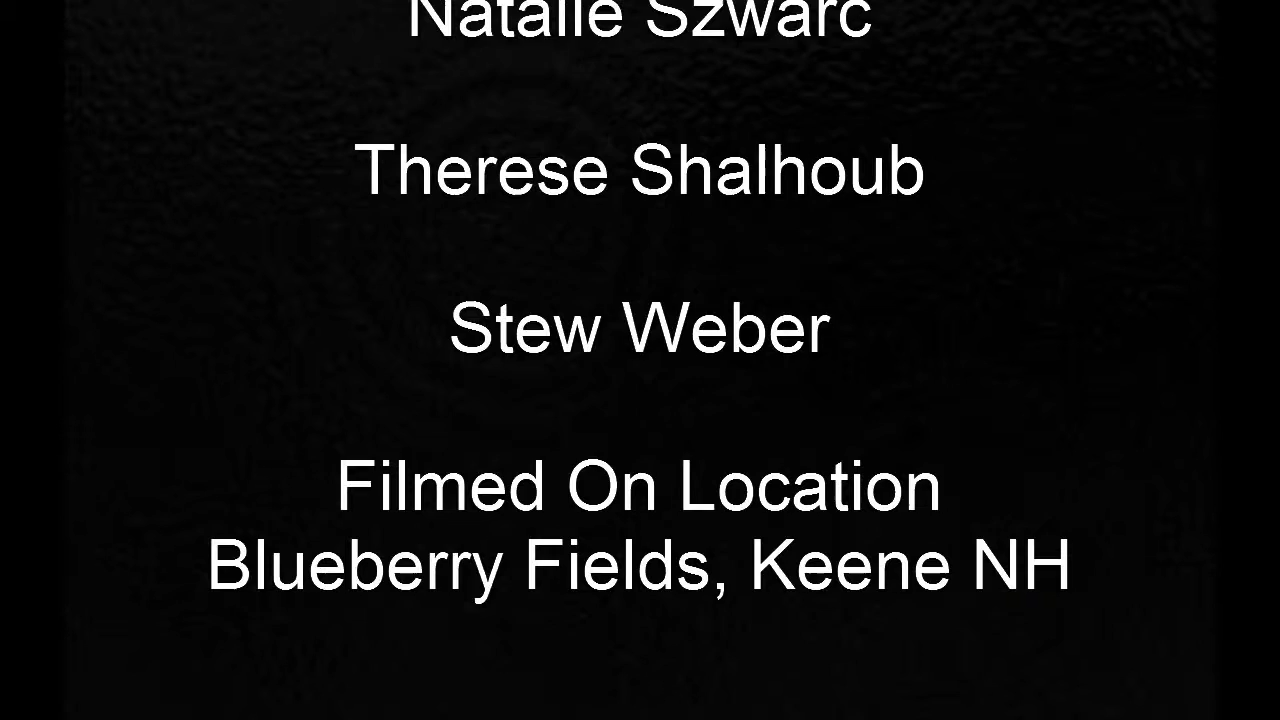 Natalie Szwarc
Therese Shalhoub
Stew Weber
Filmed On Location
Blueberry Fields, Keene NH